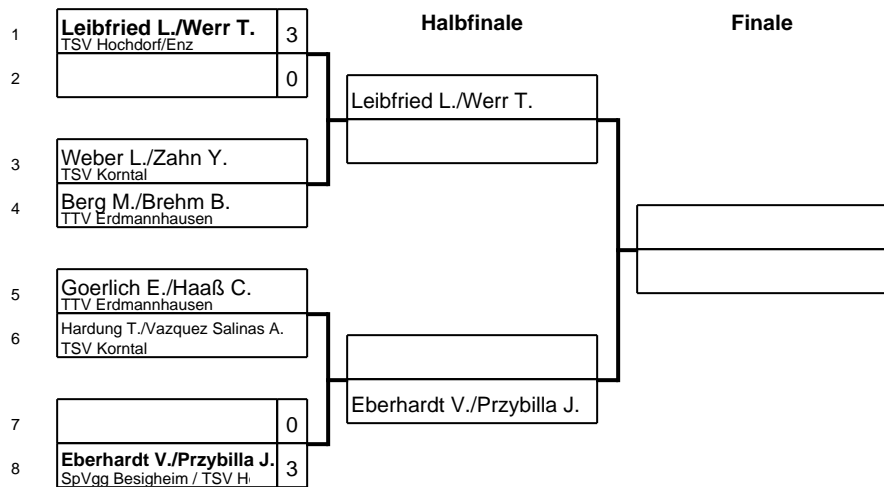 Halbfinale
Finale
1
Leibfried L./Werr T.
3
TSV Hochdorf/Enz
2
0
Leibfried L./Werr T.
3
Weber L./Zahn Y.
TSV Korntal
4
Berg M./Brehm B.
TTV Erdmannhausen
5
Goerlich E./Haaß C.
TTV Erdmannhausen
6
Hardung T./Vazquez Salinas A.
TSV Korntal
Eberhardt V./Przybilla J.
7
0
8
Eberhardt V./Przybilla J.
3
SpVgg Besigheim / TSV